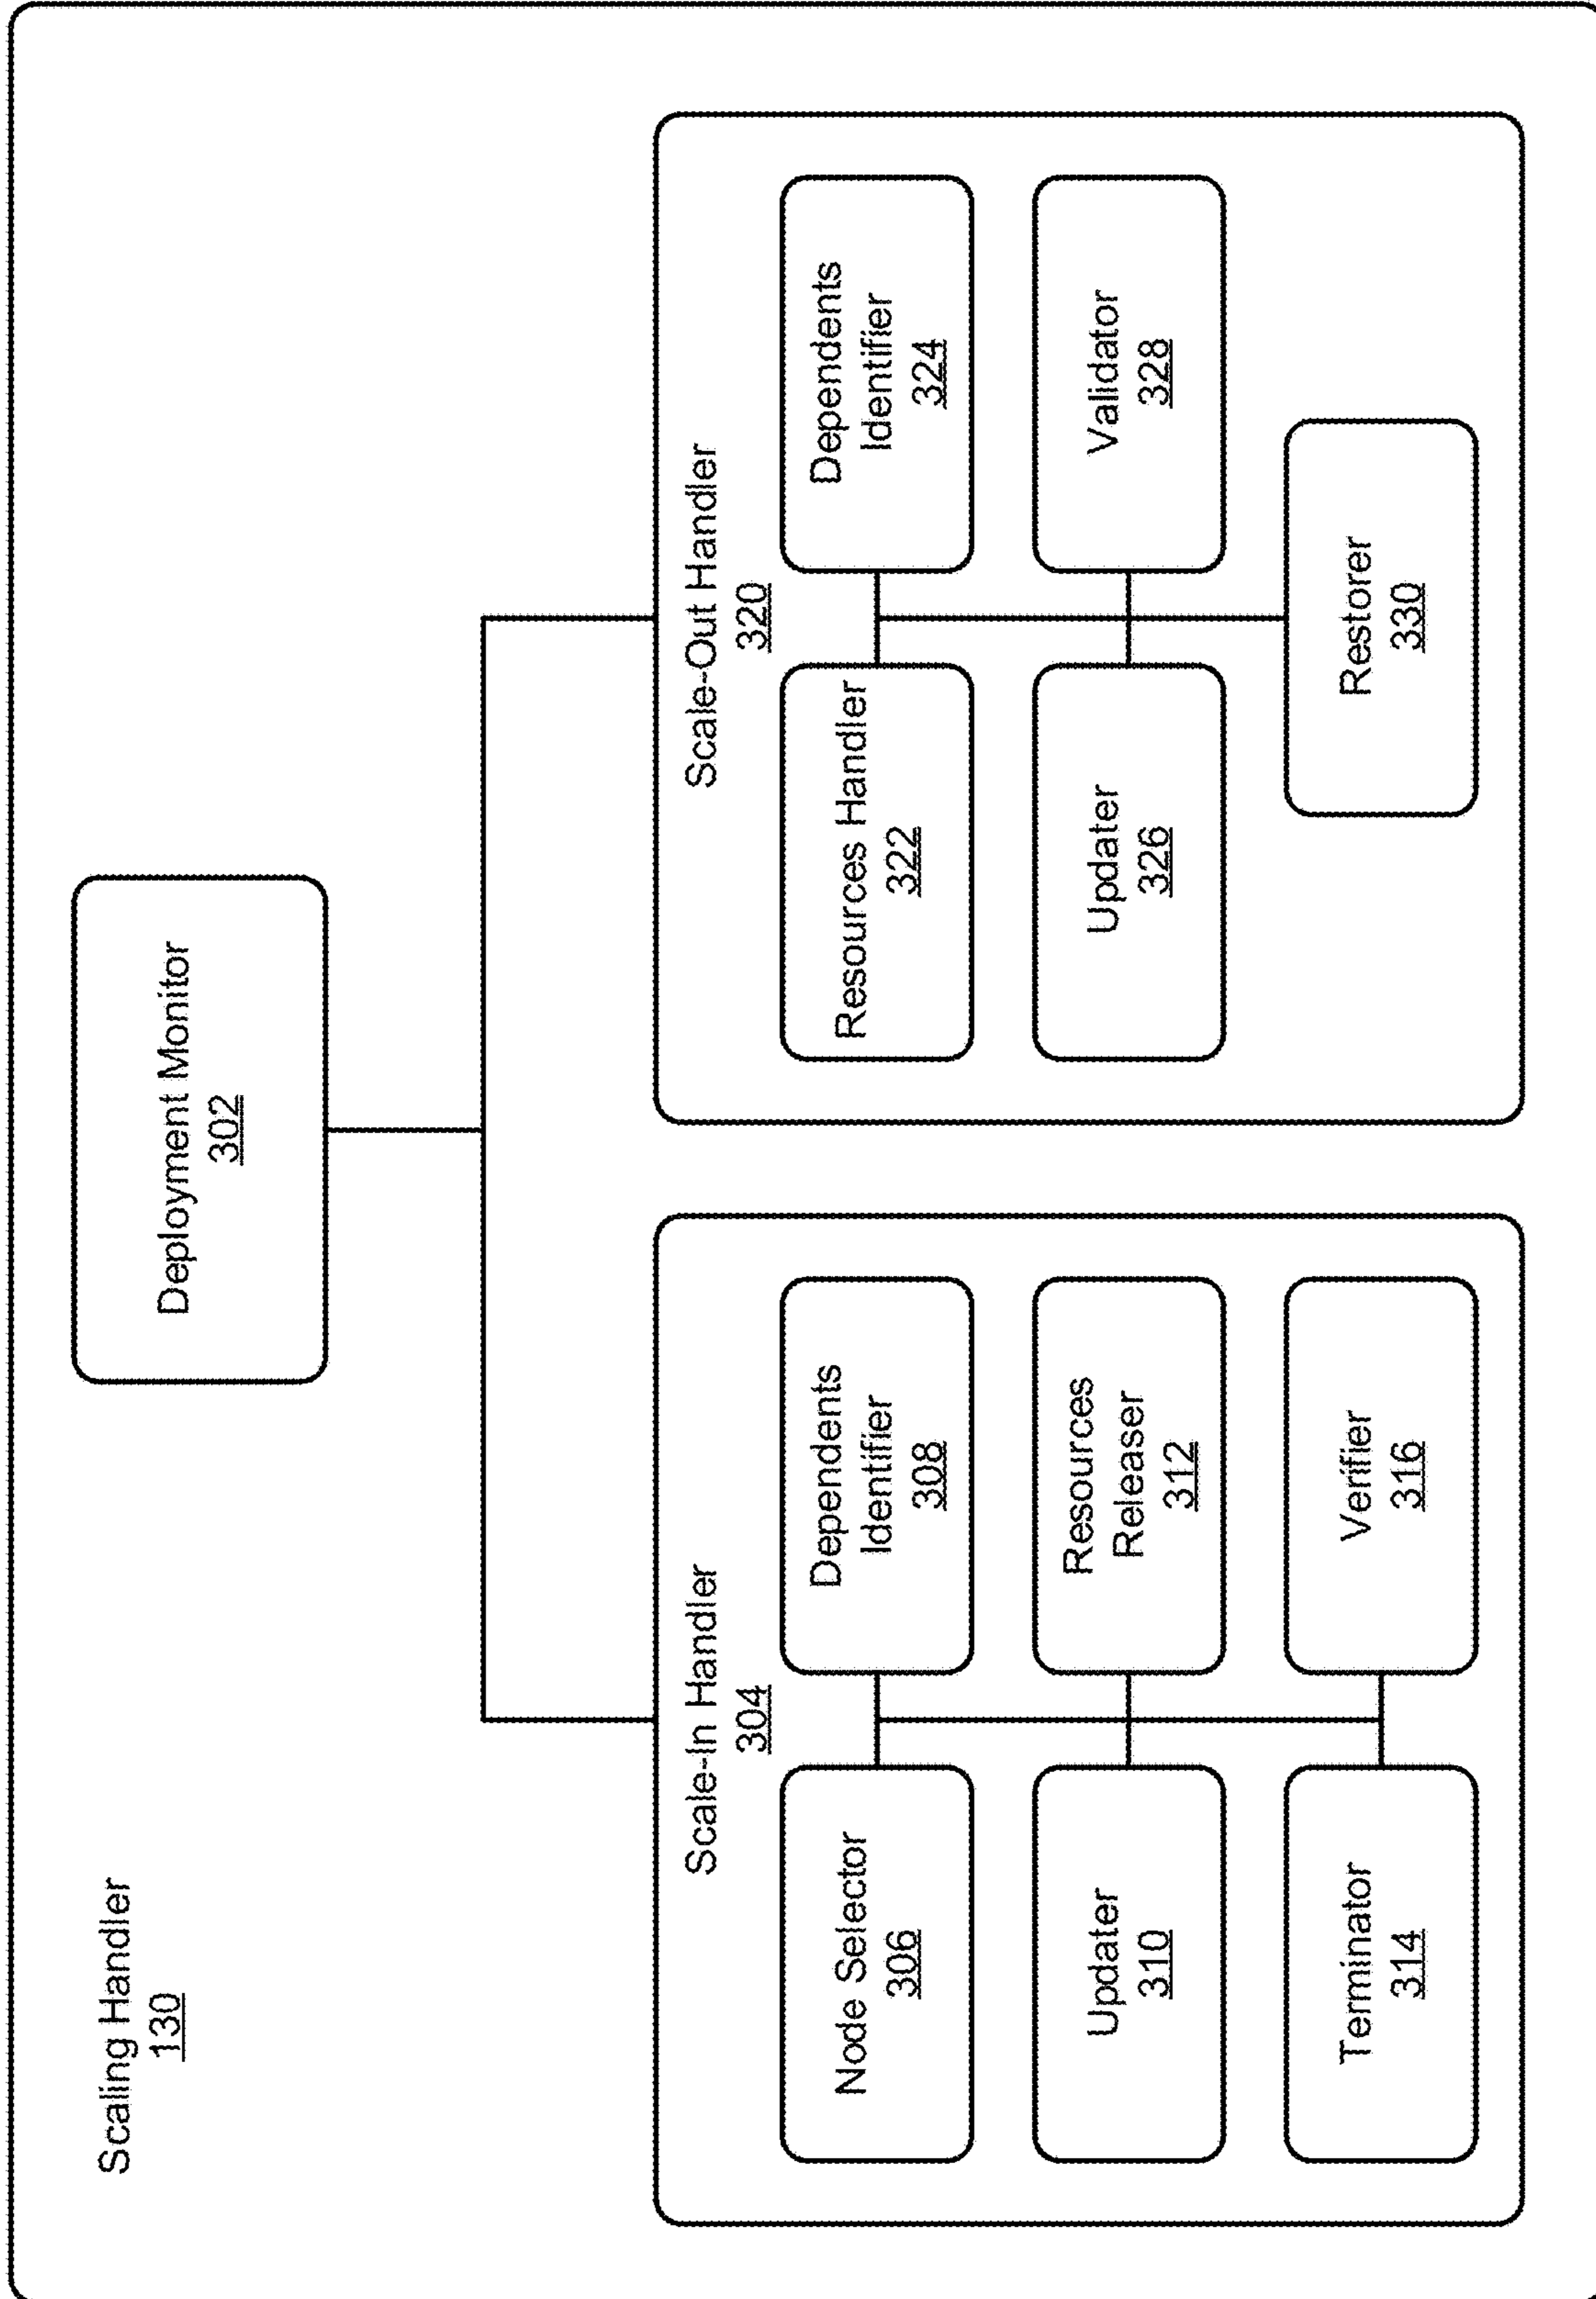 Scaling Handler
130
Deployment Monitor
302
Scale-In Handler
304
Node Selector
306
Dependents
Identifier
308
Updater
310
Resources
Releaser
312
Terminator
314
Verifier
316
Scale-Out Handler
320
Resources Handler
322
Dependents
Identifier
324
Updater
326
Validator
328
Restorer
330